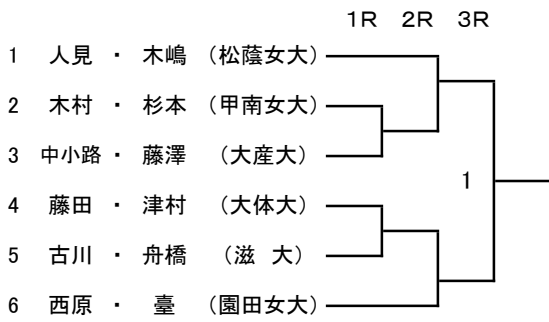 1R 2R 3R
1 人見 ・ 木嶋 (松蔭女大)
2 木村 ・ 杉本 (甲南女大)
3 中小路 ・ 藤澤 (大産大)
1
4 藤田 ・ 津村 (大体大)
5 古川 ・ 舟橋 (滋 大)
6 西原 ・ 臺 (園田女大)